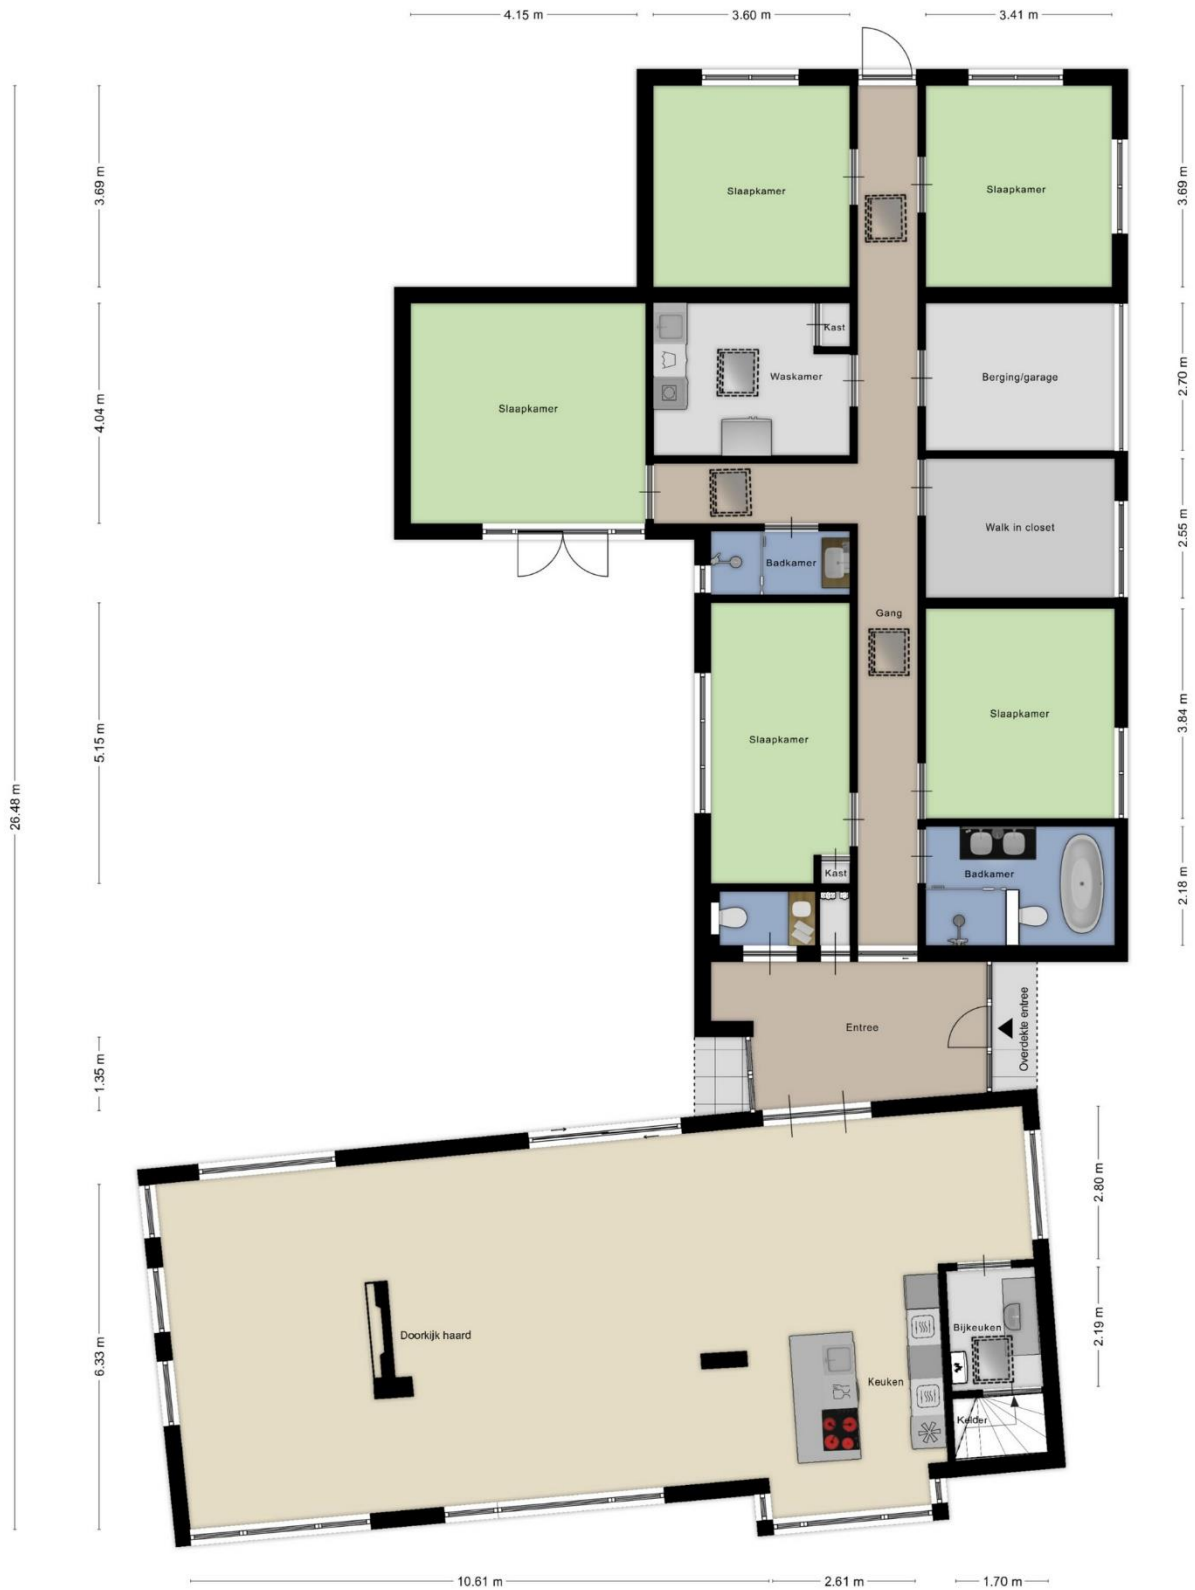 4.15 m
3.60 m
3.41 m
3.69 m
3.69 m
Slaapkamer
Slaapkamer
Kast
Waskamer
Berging/garage
2.70 m
Slaapkamer
4.04 m
Walk in closet
2.55 m
Badkamer
Gang
Slaapkamer
3.84 m
Slaapkamer
5.15 m
26.48 m
Kast
Badkamer
2.18 m
Entree
Overdekte entree
1.35 m
2.80 m
Doorkijk haard
Bijkeuken
2.19 m
6.33 m
Keuken
Kelder
10.61 m
2.61 m
1.70 m